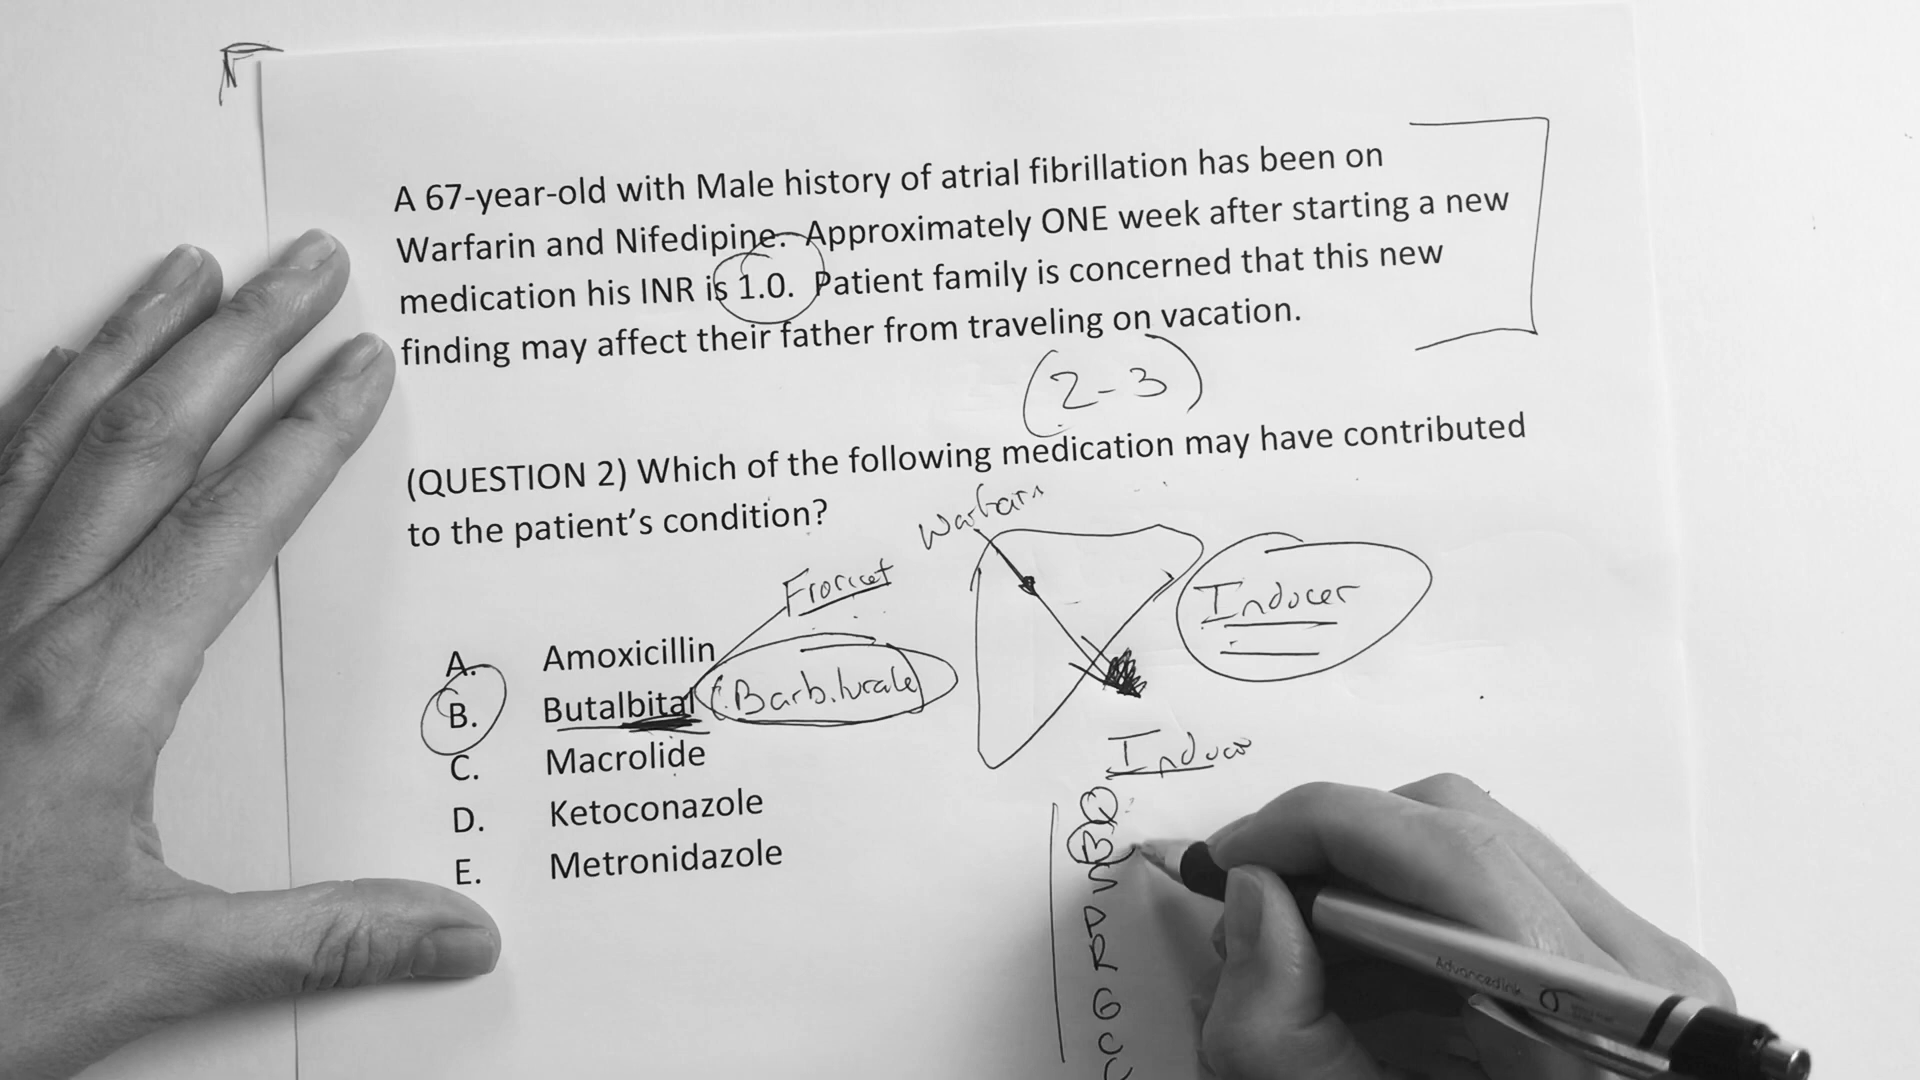 A 67-year-old with Male history of atrial fibrillation has been on
Warfarin and Nifedipine. Approximately ONE week after starting a new
medication his INR is 1.0. Patient family is concerned that this new
finding may affect their father from traveling on vacation.
(2-3)
(QUESTION 2) Which of the following medication may have contributed
to the patient's condition?
Warfarin
Fioricet
Inducer
A. Amoxicillin
B. Butalbital (Barbiturate)
C. Macrolide
D. Ketoconazole
E. Metronidazole
Q
B
A
R
G
C
AdvancedInk